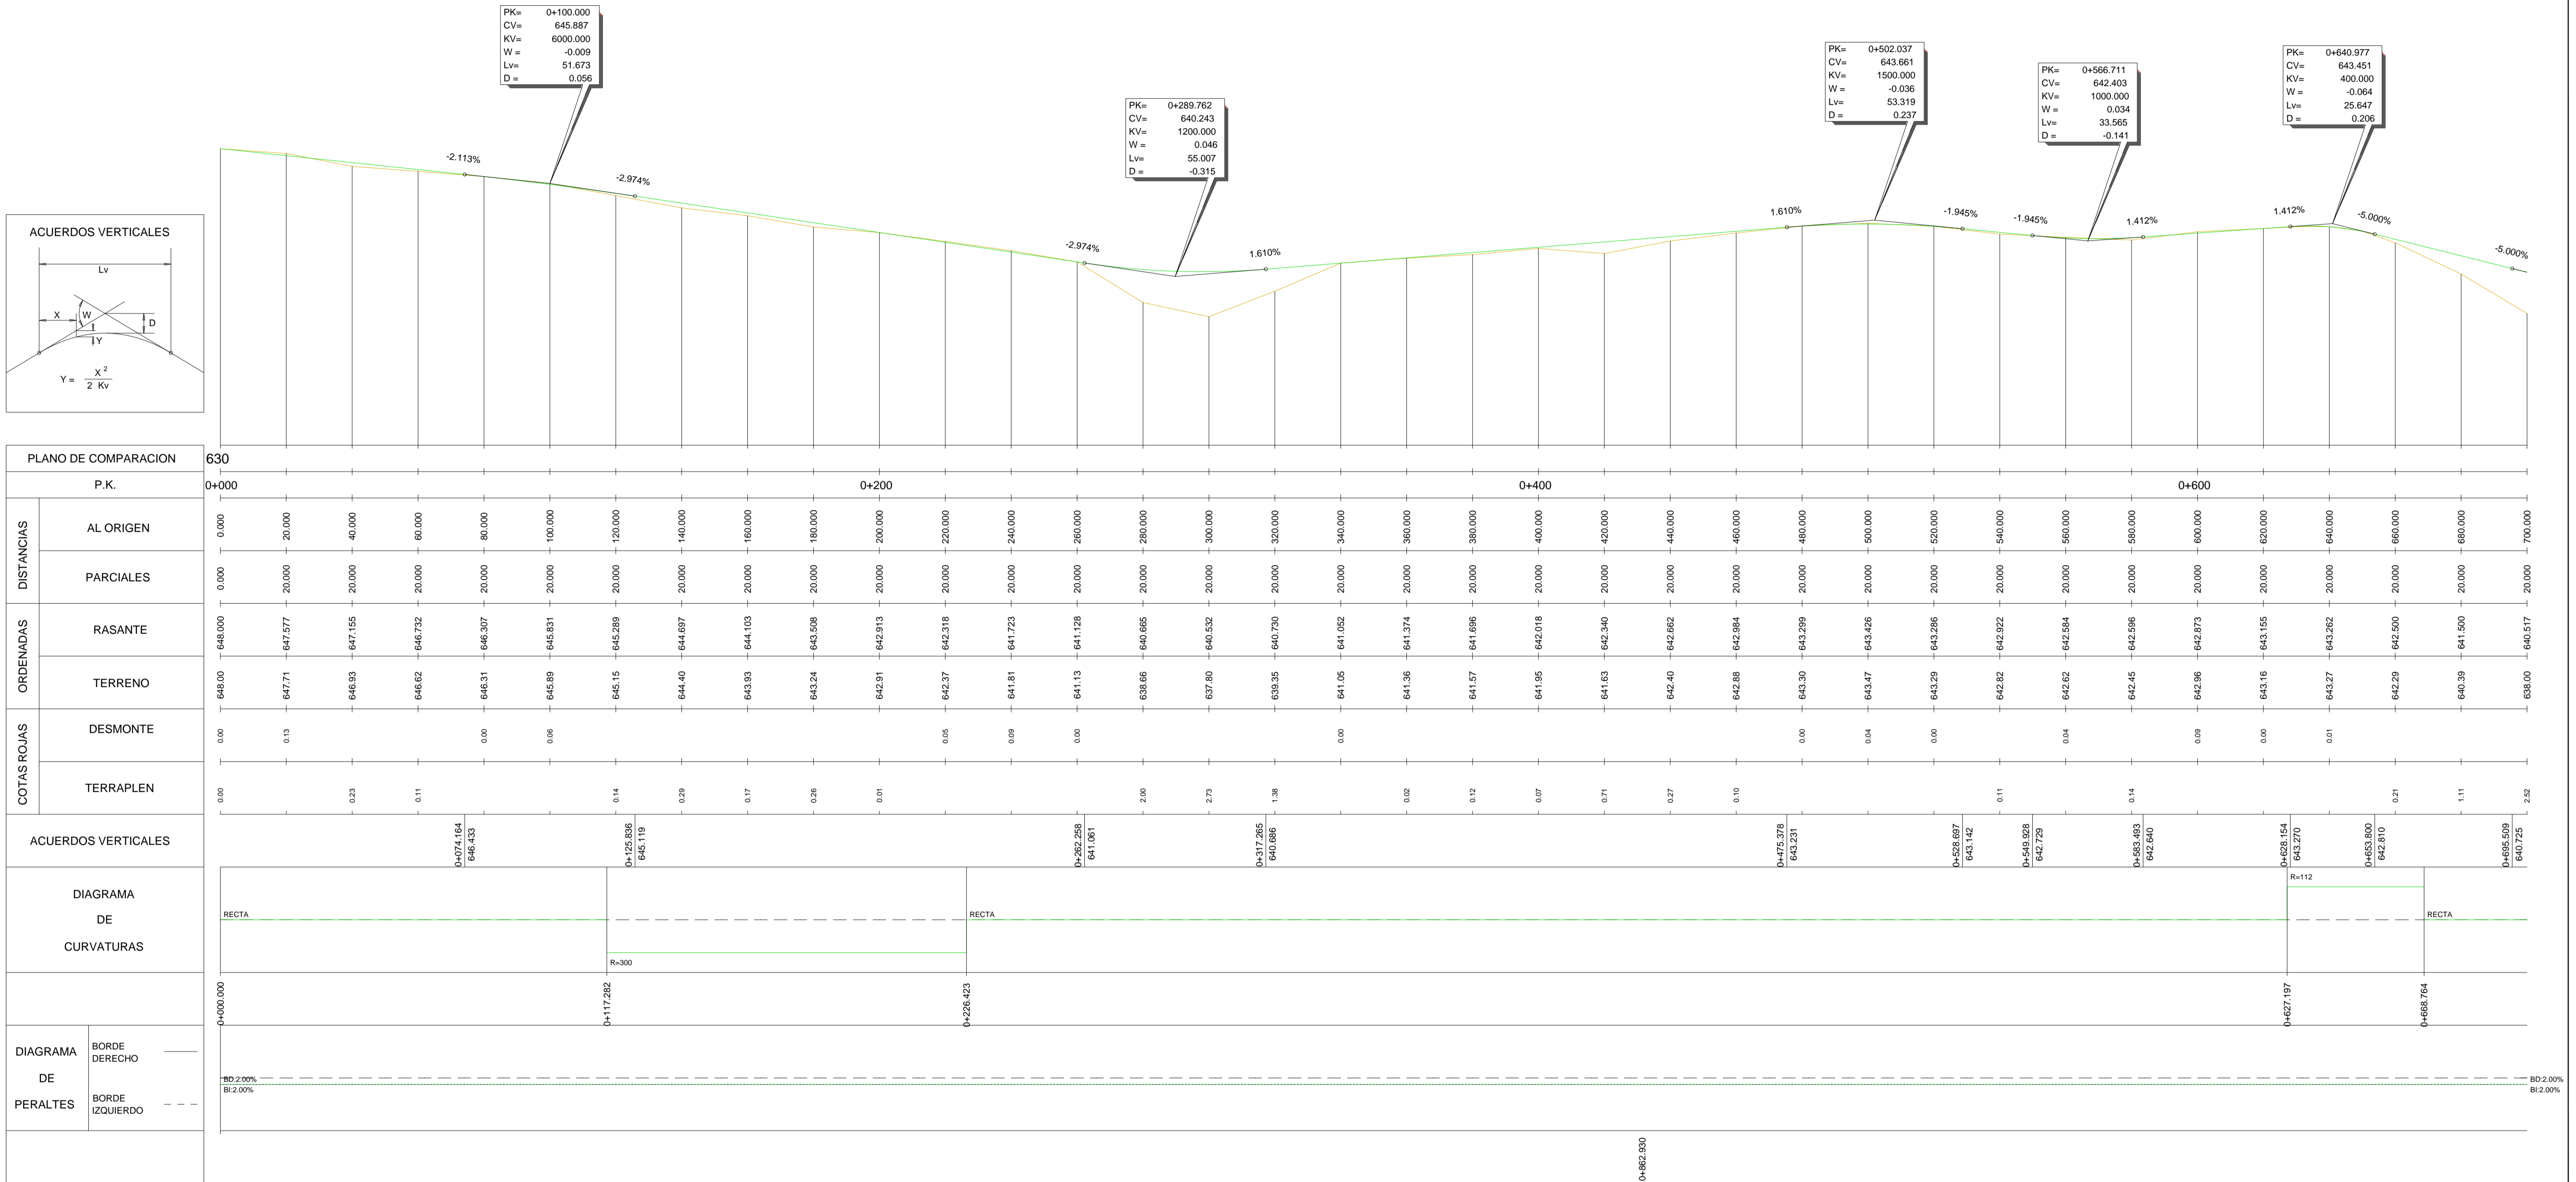 PK= 0+100.000
CV= 645.887
KV= 6000.000
W = -0.009
Lv= 51.673
D = 0.056
PK= 0+289.762
CV= 640.243
KV= 1200.000
W = 0.046
Lv= 55.007
D = -0.315
PK= 0+502.037
CV= 643.661
KV= 1500.000
W = -0.036
Lv= 53.319
D = 0.237
PK= 0+566.711
CV= 642.403
KV= 1000.000
W = 0.034
Lv= 33.565
D = -0.141
PK= 0+640.977
CV= 643.451
KV= 400.000
W = -0.064
Lv= 25.647
D = 0.206
-2.113%
-2.974%
-2.974%
1.610%
1.610%
-1.945%
-1.945%
1.412%
1.412%
-5.000%
-5.000%
ACUERDOS VERTICALES
Lv
X
W
D
Y
Y = X 2
2 Kv
PLANO DE COMPARACION 630
P.K. 0+000 0+200 0+400 0+600
DISTANCIAS
AL ORIGEN 0.000 20.000 40.000 60.000 80.000 100.000 120.000 140.000 160.000 180.000 200.000 220.000 240.000 260.000 280.000 300.000 320.000 340.000 360.000 380.000 400.000 420.000 440.000 460.000 480.000 500.000 520.000 540.000 560.000 580.000 600.000 620.000 640.000 660.000 680.000 700.000
PARCIALES 0.000 20.000 20.000 20.000 20.000 20.000 20.000 20.000 20.000 20.000 20.000 20.000 20.000 20.000 20.000 20.000 20.000 20.000 20.000 20.000 20.000 20.000 20.000 20.000 20.000 20.000 20.000 20.000 20.000 20.000 20.000 20.000 20.000 20.000 20.000 20.000
ORDENADAS
RASANTE 648.000 647.577 647.155 646.732 646.307 645.831 645.289 644.697 644.103 643.508 642.913 642.318 641.723 641.128 640.665 640.532 640.730 641.052 641.374 641.696 642.018 642.340 642.662 642.984 643.299 643.426 643.286 642.922 642.584 642.596 642.873 643.155 643.262 642.500 641.500 640.517
TERRENO 648.00 647.71 646.93 646.62 646.31 645.89 645.15 644.40 643.93 643.24 642.91 642.37 641.81 641.13 638.66 637.80 639.35 641.05 641.36 641.57 641.95 641.63 642.40 642.88 643.30 643.47 643.29 642.82 642.62 642.45 642.96 643.16 643.27 642.29 640.39 638.00
COTAS ROJAS
DESMONTE 0.00 0.13 0.00 0.06 0.05 0.09 0.00 0.00 0.00 0.04 0.00 0.04 0.09 0.00 0.01
TERRAPLEN 0.00 0.23 0.11 0.14 0.29 0.17 0.26 0.01 2.00 2.73 1.38 0.02 0.12 0.07 0.71 0.27 0.10 0.11 0.14 0.21 1.11 2.52
ACUERDOS VERTICALES
0+074.164
646.433
0+125.836
645.119
0+262.258
641.061
0+317.265
640.686
0+475.378
643.231
0+528.697
643.142
0+549.928
642.729
0+583.493
642.640
0+628.154
643.270
0+653.800
642.810
0+695.509
640.725
DIAGRAMA
DE
CURVATURAS
RECTA
R=300
RECTA
R=112
RECTA
0+000.000 0+117.282 0+226.423 0+627.197 0+668.764
DIAGRAMA
DE
PERALTES
BORDE
DERECHO
BORDE
IZQUIERDO
BD:2.00%
BI:2.00%
BD:2.00%
BI:2.00%
0+862.930